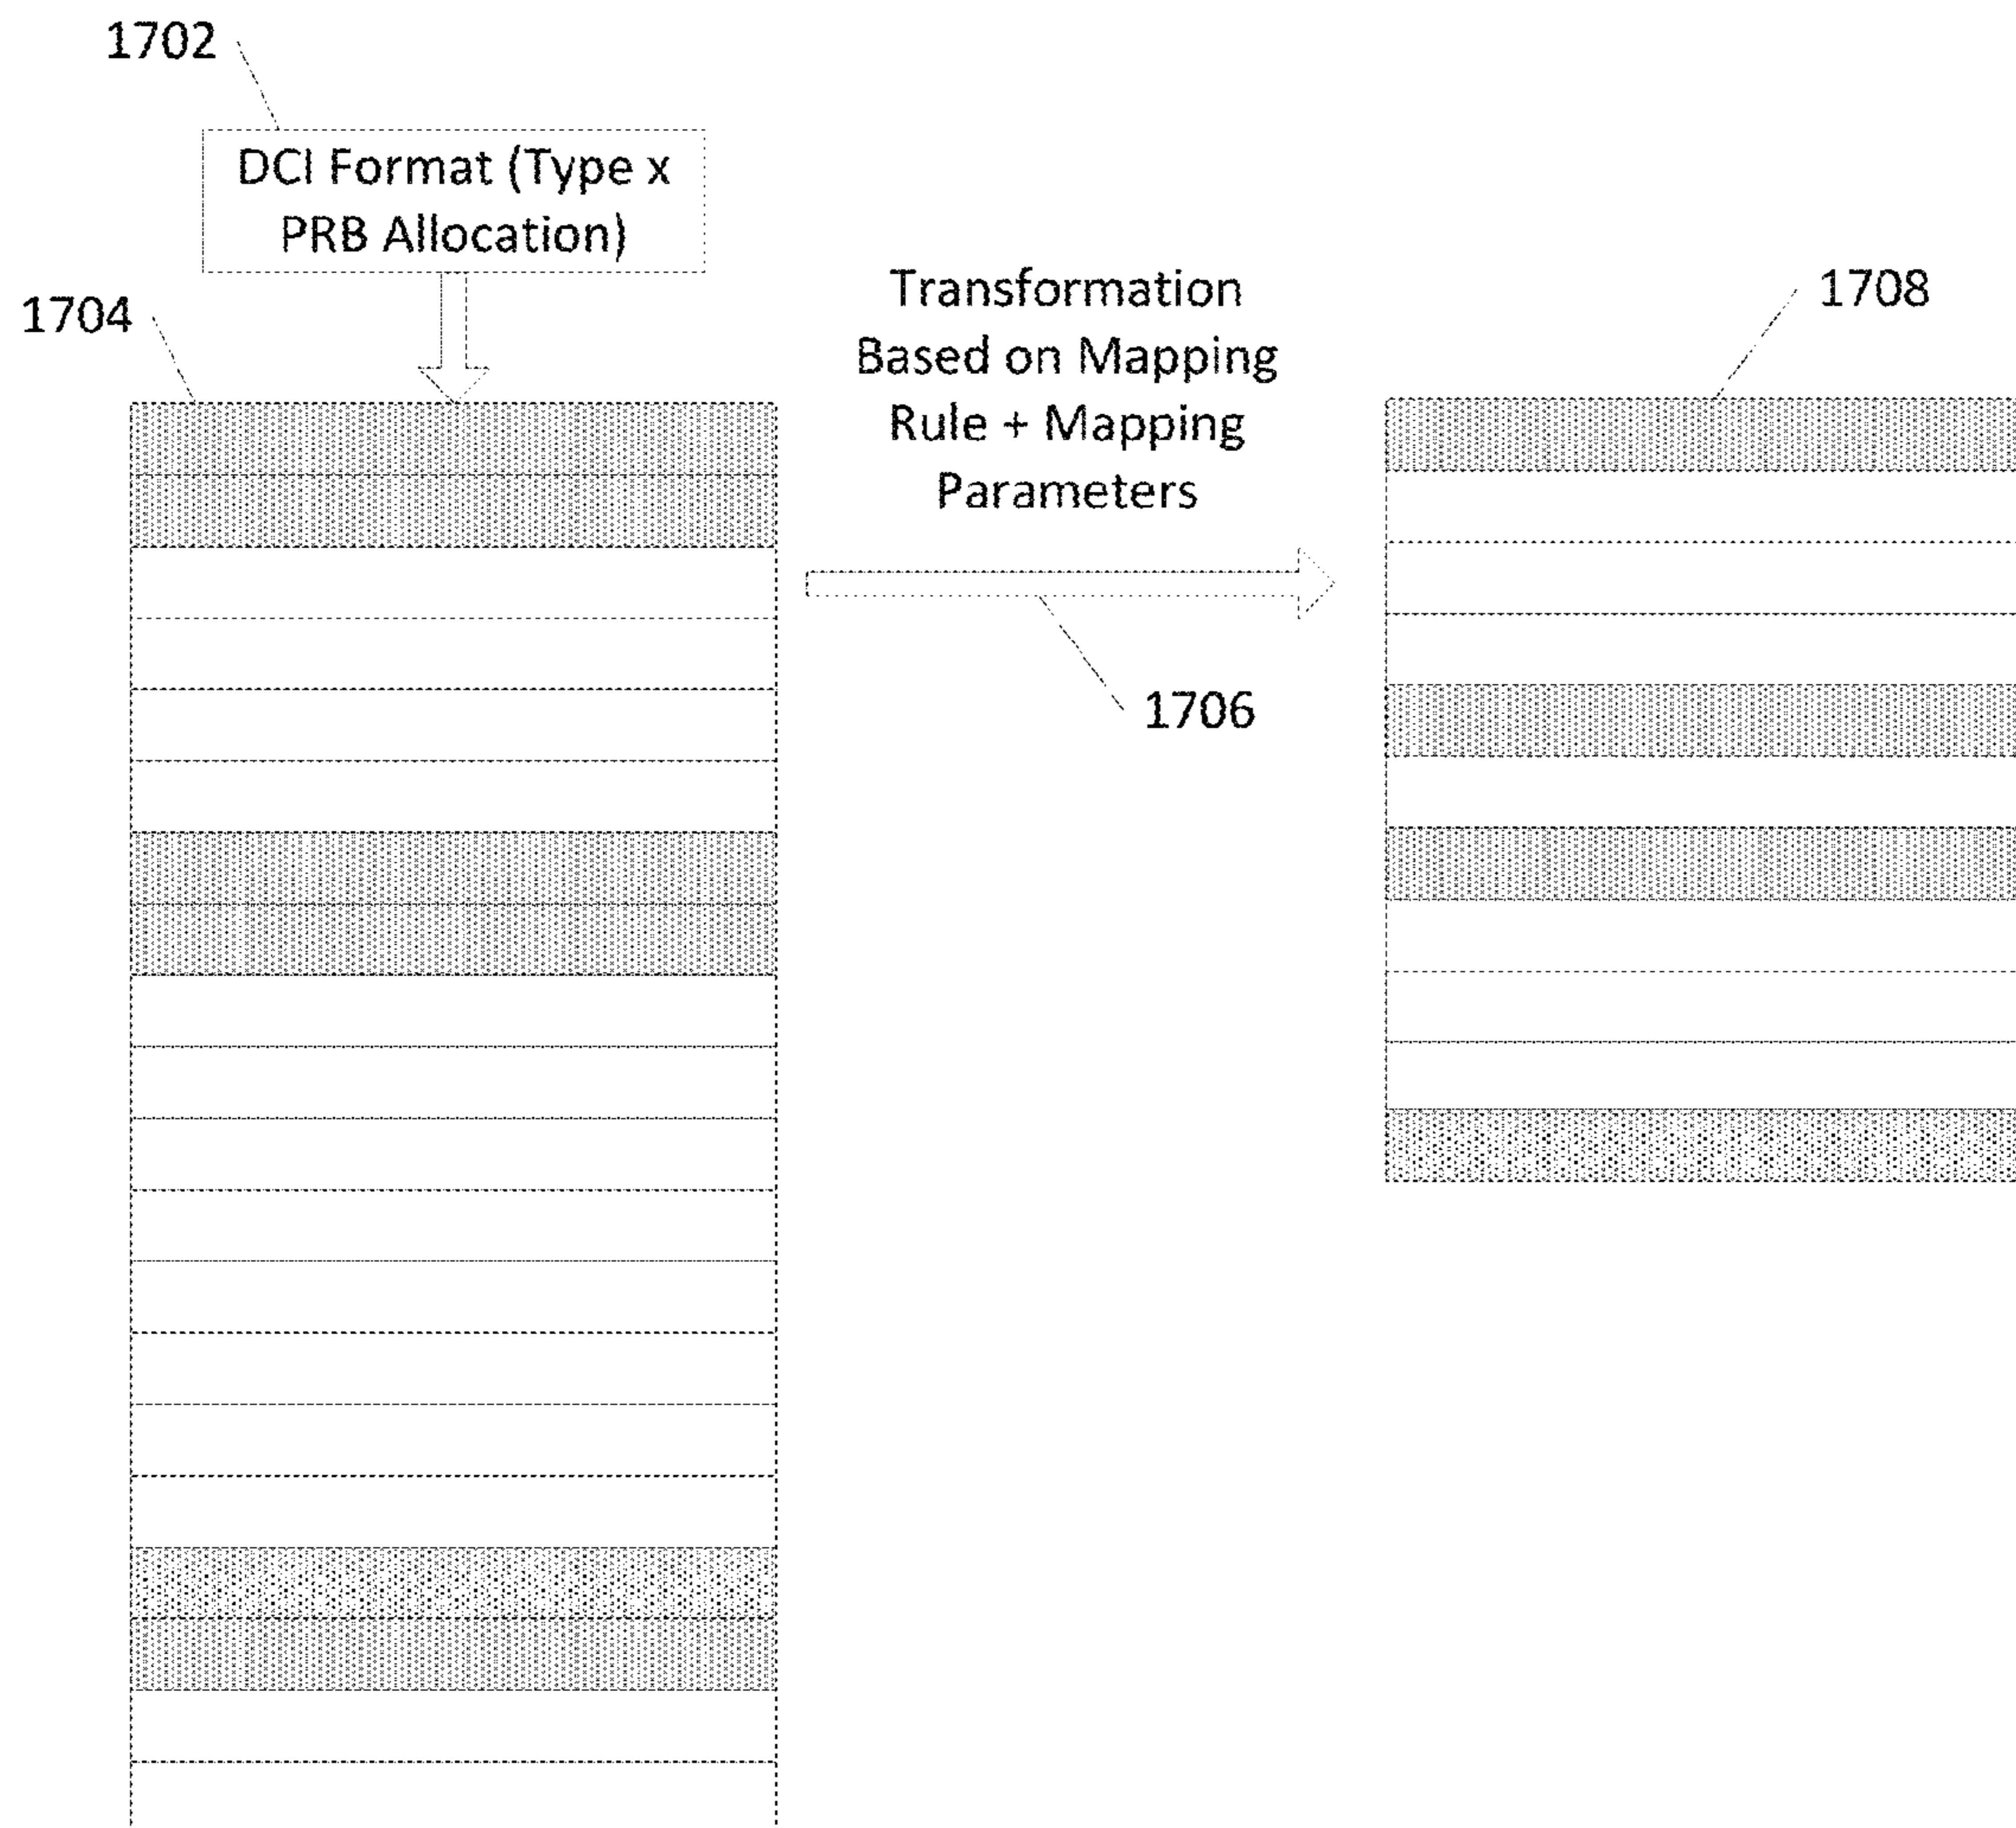 1702
DCI Format (Type x
PRB Allocation)
1704
Transformation
Based on Mapping
Rule + Mapping
Parameters
1706
1708